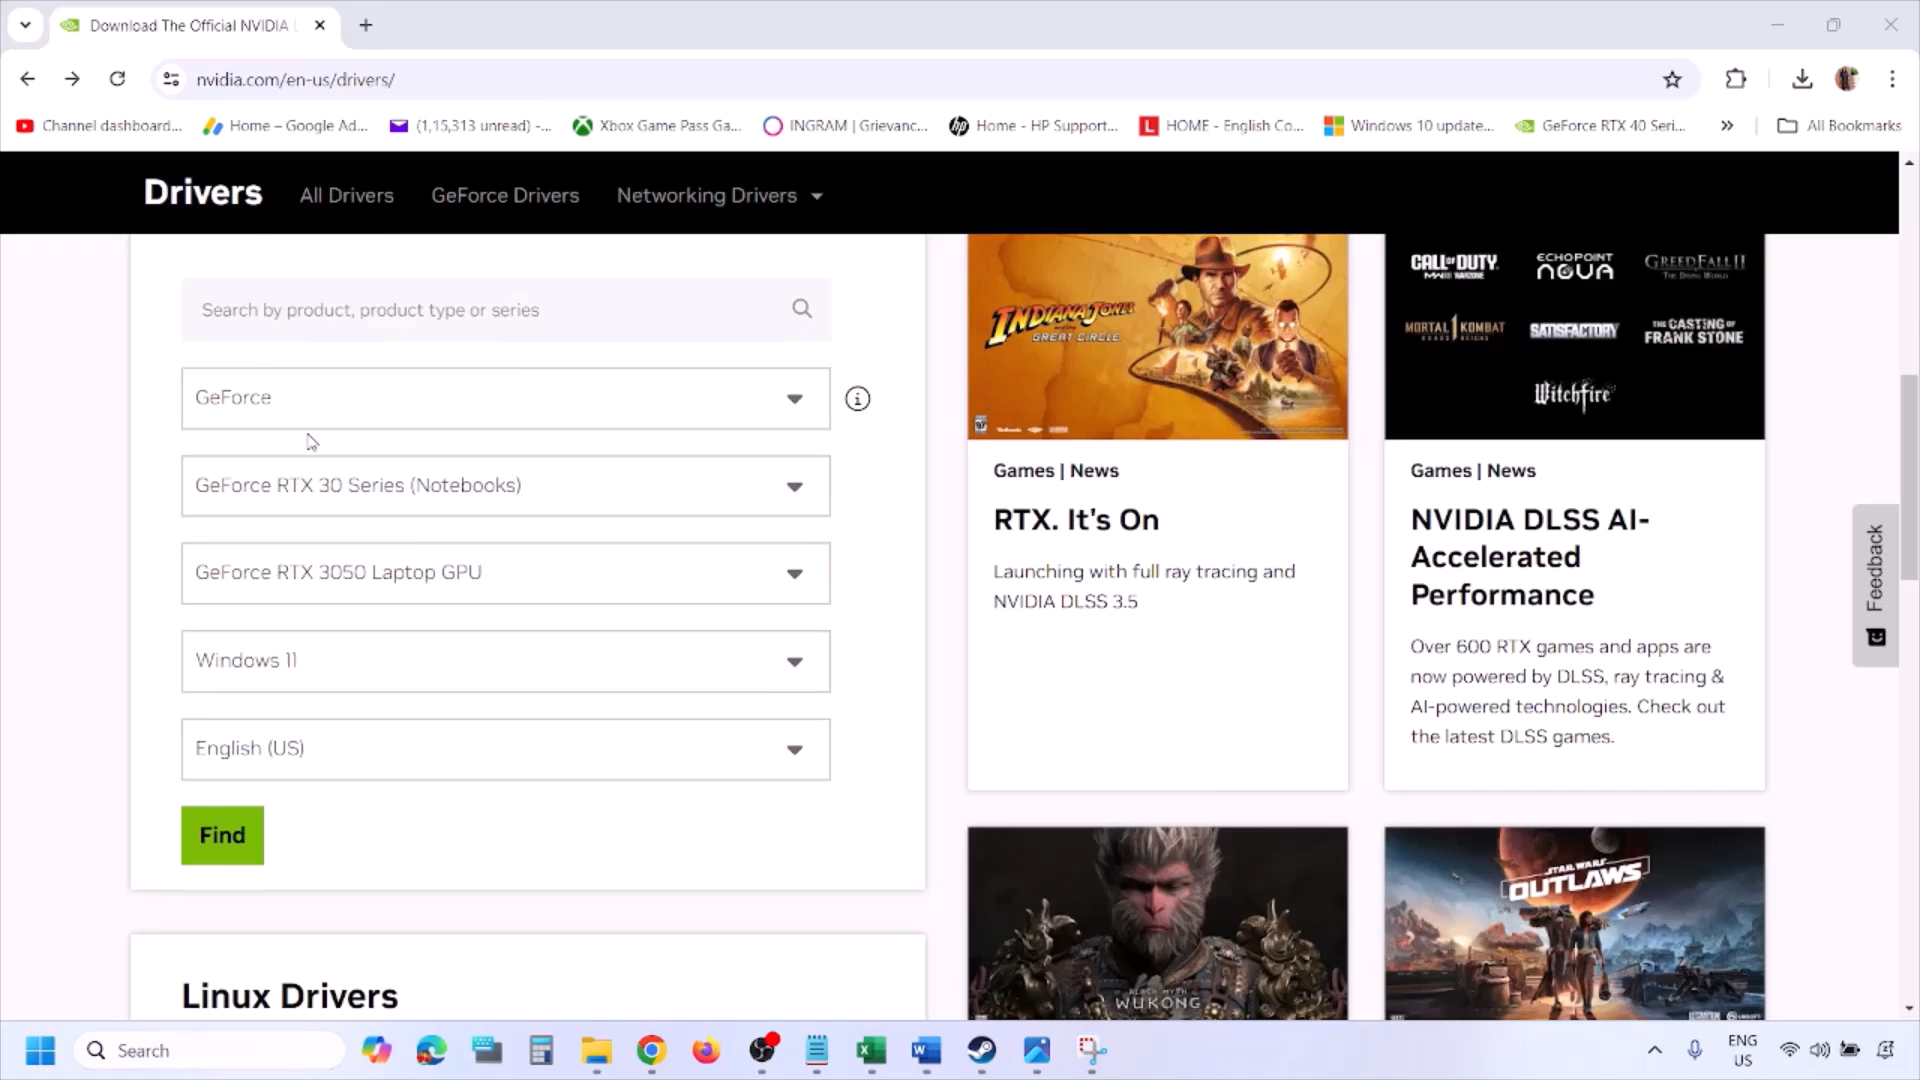 Download The Official NVIDIA
nvidia.com/en-us/drivers/
Channel dashboard...
Home – Google Ad...
(1,15,313 unread) -...
Xbox Game Pass Ga...
INGRAM | Grievanc...
Home - HP Support...
HOME - English Co...
Windows 10 update...
GeForce RTX 40 Seri...
All Bookmarks
Drivers
All Drivers
GeForce Drivers
Networking Drivers
Search by product, product type or series
GeForce
GeForce RTX 30 Series (Notebooks)
GeForce RTX 3050 Laptop GPU
Windows 11
English (US)
Find
Linux Drivers
INDIANA JONES
GREAT CIRCLE
Games | News
RTX. It's On
Launching with full ray tracing and
NVIDIA DLSS 3.5
CALL OF DUTY
ECHOPOINT
NOVA
GREEDFALL II
MORTAL KOMBAT
SATISFACTORY
THE CASTING OF
FRANK STONE
Witchfire
Games | News
NVIDIA DLSS AI-
Accelerated
Performance
Over 600 RTX games and apps are
now powered by DLSS, ray tracing &
AI-powered technologies. Check out
the latest DLSS games.
BLACK MYTH
WUKONG
STAR WARS
OUTLAWS
Feedback
Search
ENG
US